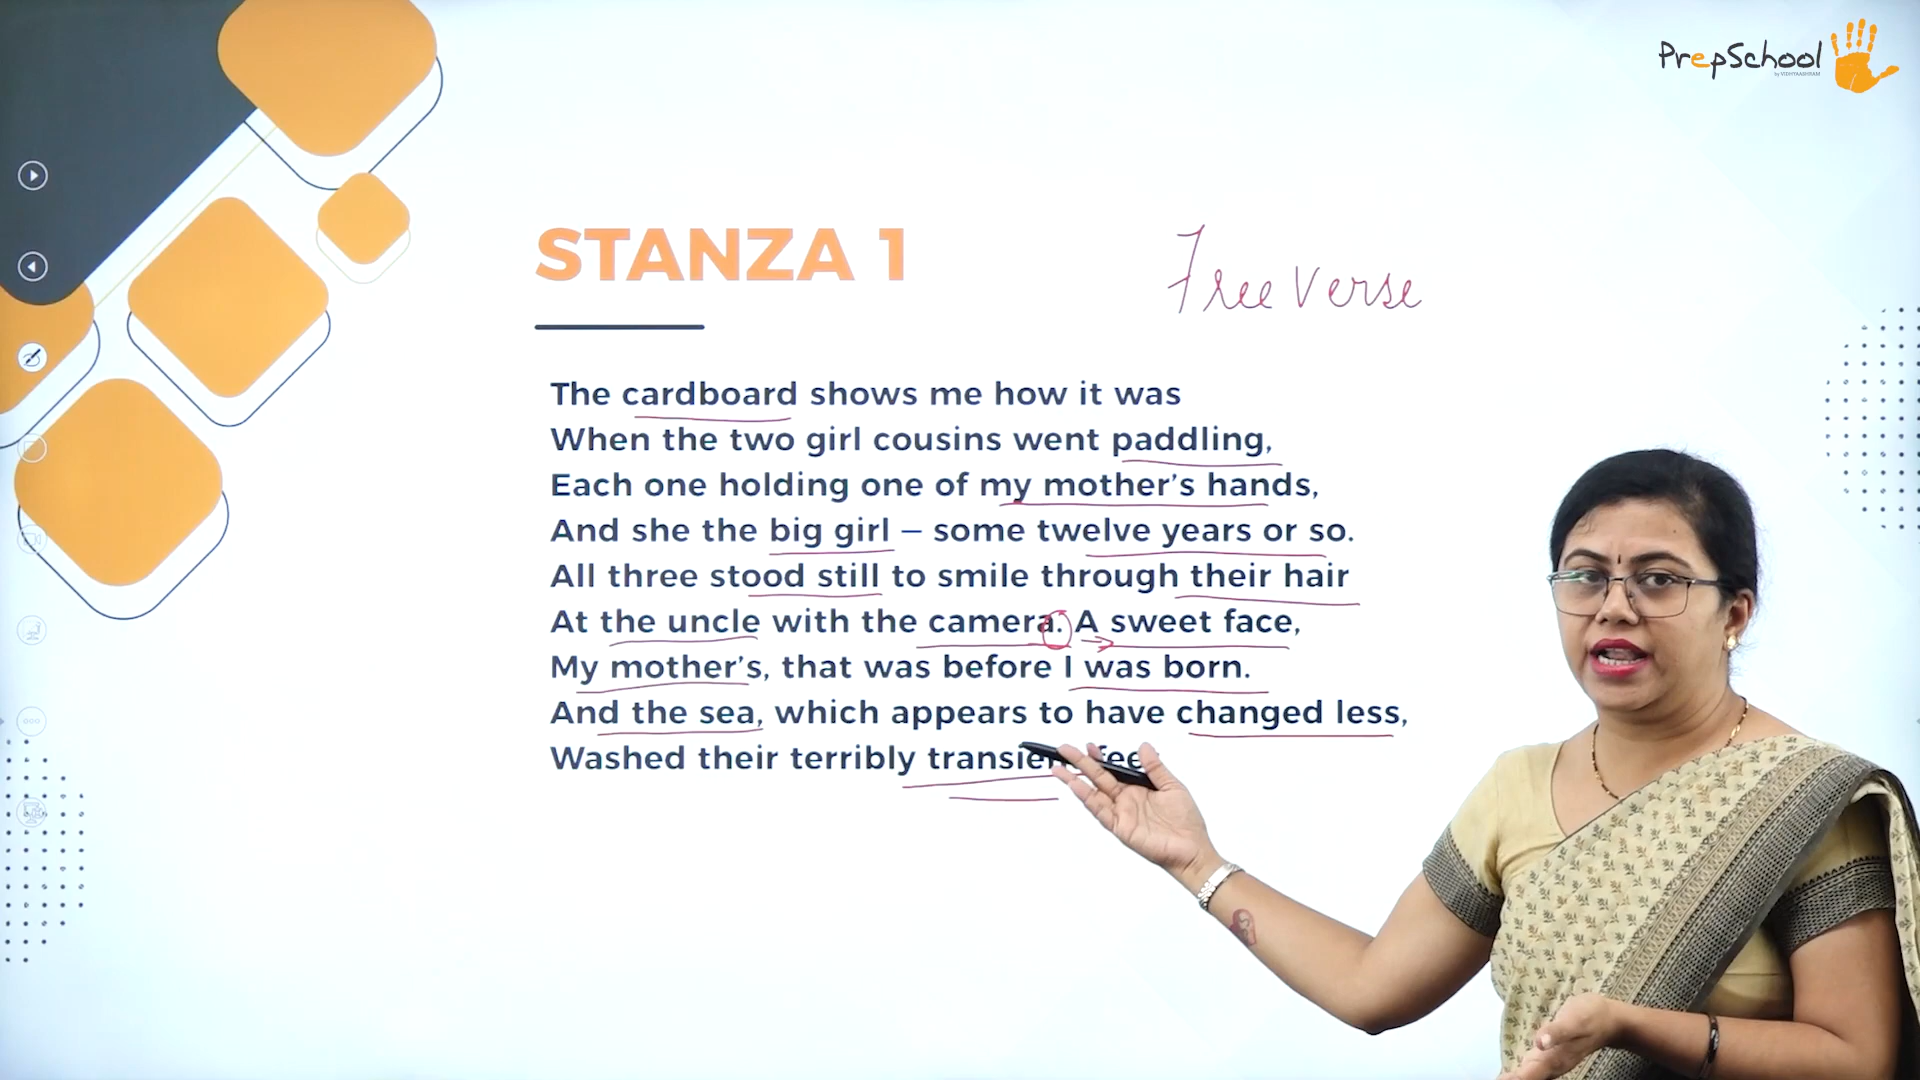 PrepSchool
by VIDHYAASHRAM
STANZA 1
Free Verse
The cardboard shows me how it was
When the two girl cousins went paddling,
Each one holding one of my mother's hands,
And she the big girl – some twelve years or so.
All three stood still to smile through their hair
At the uncle with the camera. A sweet face,
My mother's, that was before I was born.
And the sea, which appears to have changed less,
Washed their terribly